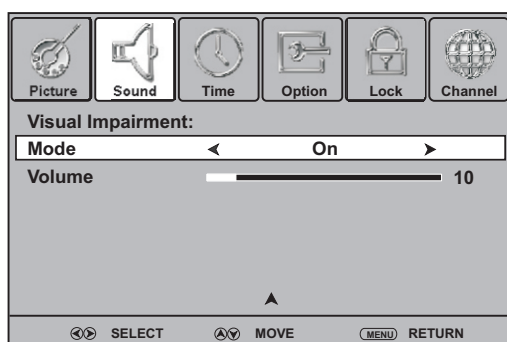 Picture Sound Time Option Lock Channel
Visual Impairment:
Mode On
Volume 10
SELECT MOVE MENU RETURN